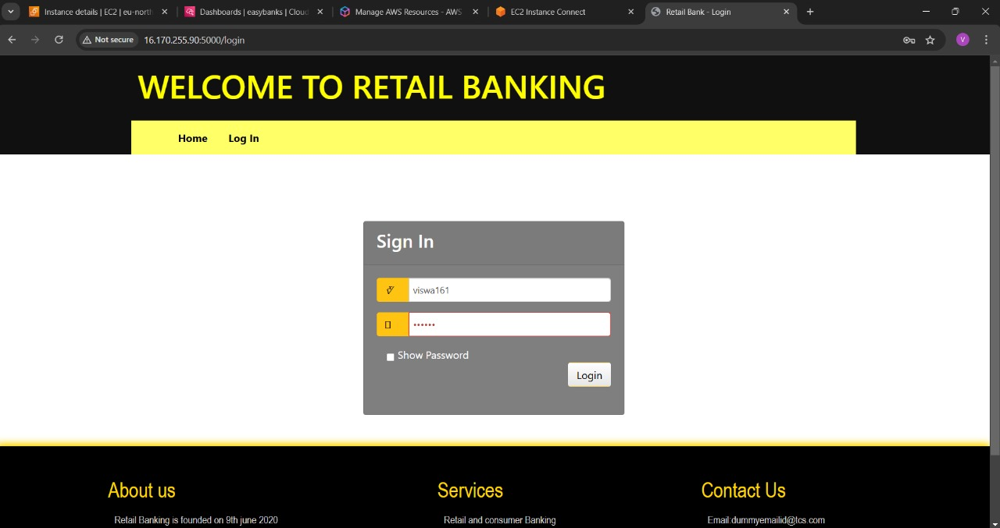 Instance details | EC2 | eu-nort
Dashboards | easybanks | Cloud
Manage AWS Resources - AWS
EC2 Instance Connect
Retail Bank - Login
Not secure
16.170.255.90:5000/login
V
WELCOME TO RETAIL BANKING
Home
Log In
Sign In
viswa161
••••••
Show Password
Login
About us
Services
Contact Us
Retail Banking is founded on 9th june 2020
Retail and consumer Banking
Email:dummyemailid@tcs.com